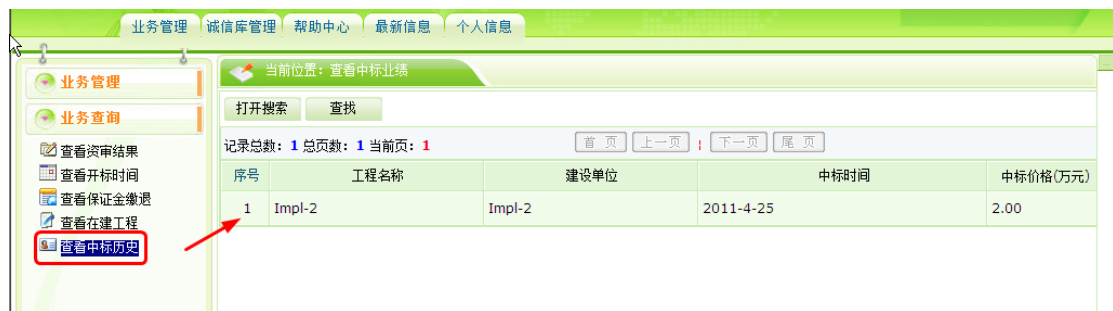 业务管理 诚信库管理 帮助中心 最新信息 个人信息
业务管理
业务查询
查看资审结果
查看开标时间
查看保证金缴退
查看在建工程
查看中标历史
当前位置：查看中标业绩
打开搜索 查找
记录总数：1 总页数：1 当前页：1 首 页 上一页 下一页 尾 页
序号 工程名称 建设单位 中标时间 中标价格(万元)
1 Impl-2 Impl-2 2011-4-25 2.00